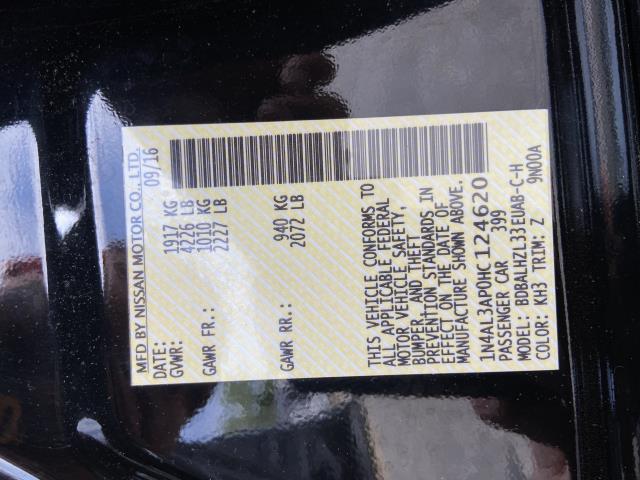 MFD BY NISSAN MOTOR CO., LTD.
DATE: 09/16
GVWR: 1917 KG
4226 LB
GAWR FR.: 1010 KG
2227 LB
GAWR RR.: 940 KG
2072 LB
THIS VEHICLE CONFORMS TO
ALL APPLICABLE FEDERAL
MOTOR VEHICLE SAFETY,
BUMPER, AND THEFT
PREVENTION STANDARDS IN
EFFECT ON THE DATE OF
MANUFACTURE SHOWN ABOVE.
1N4AL3AP0HC124620
PASSENGER CAR 399
MODEL: BDBALHZL33EUAB-C-H
COLOR: KH3 TRIM: Z 9N00A